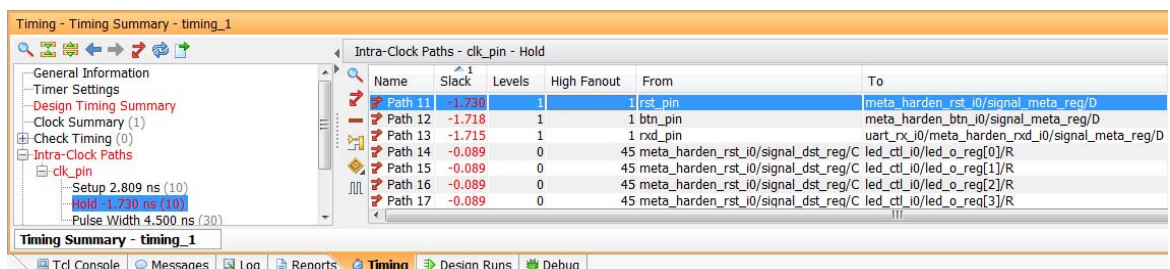 Timing - Timing Summary - timing_1
General Information
Timer Settings
Design Timing Summary
Clock Summary (1)
Check Timing (0)
Intra-Clock Paths
clk_pin
Setup 2.809 ns (10)
Hold -1.730 ns (10)
Pulse Width 4.500 ns (30)
Timing Summary - timing_1
Intra-Clock Paths - clk_pin - Hold
Name Slack 1 Levels High Fanout From To
Path 11 -1.730 1 1 rst_pin meta_harden_rst_i0/signal_meta_reg/D
Path 12 -1.718 1 1 btn_pin meta_harden_btn_i0/signal_meta_reg/D
Path 13 -1.715 1 1 rxd_pin uart_rx_i0/meta_harden_rxd_i0/signal_meta_reg/D
Path 14 -0.089 0 45 meta_harden_rst_i0/signal_dst_reg/C led_ctl_i0/led_o_reg[0]/R
Path 15 -0.089 0 45 meta_harden_rst_i0/signal_dst_reg/C led_ctl_i0/led_o_reg[1]/R
Path 16 -0.089 0 45 meta_harden_rst_i0/signal_dst_reg/C led_ctl_i0/led_o_reg[2]/R
Path 17 -0.089 0 45 meta_harden_rst_i0/signal_dst_reg/C led_ctl_i0/led_o_reg[3]/R
Tcl Console Messages Log Reports Timing Design Runs Debug